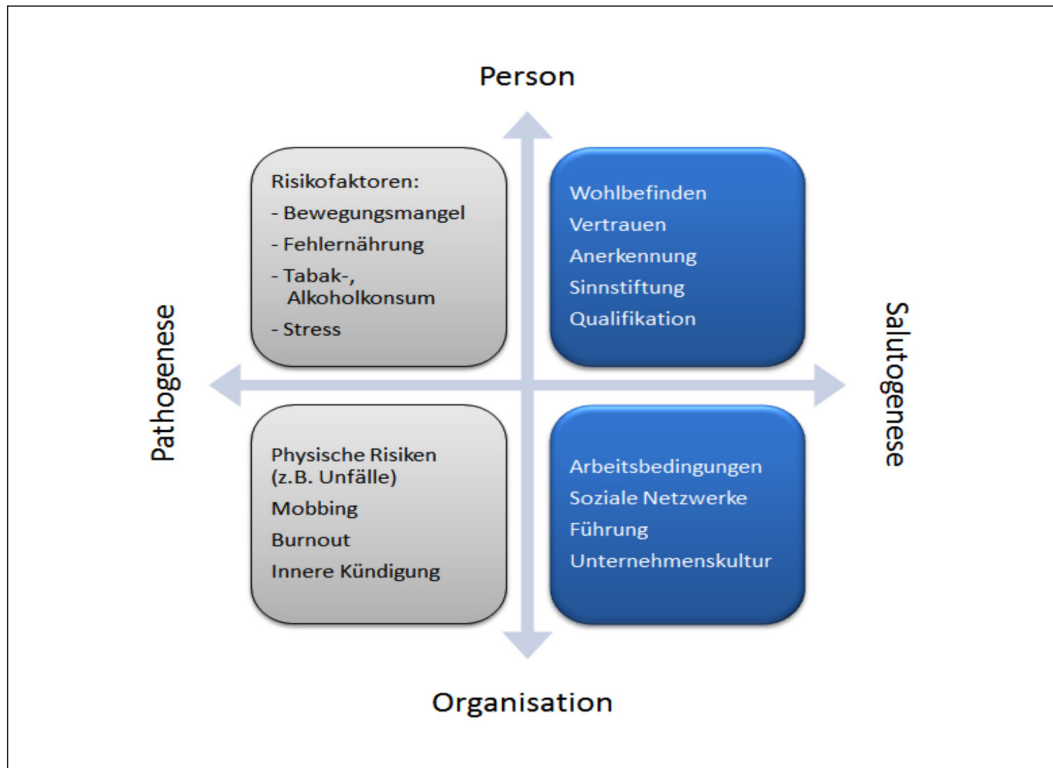 Person
Risikofaktoren:
- Bewegungsmangel
- Fehlernährung
- Tabak-,
Alkoholkonsum
- Stress
Wohlbefinden
Vertrauen
Anerkennung
Sinnstiftung
Qualifikation
Pathogenese
Salutogenese
Physische Risiken
(z.B. Unfälle)
Mobbing
Burnout
Innere Kündigung
Arbeitsbedingungen
Soziale Netzwerke
Führung
Unternehmenskultur
Organisation